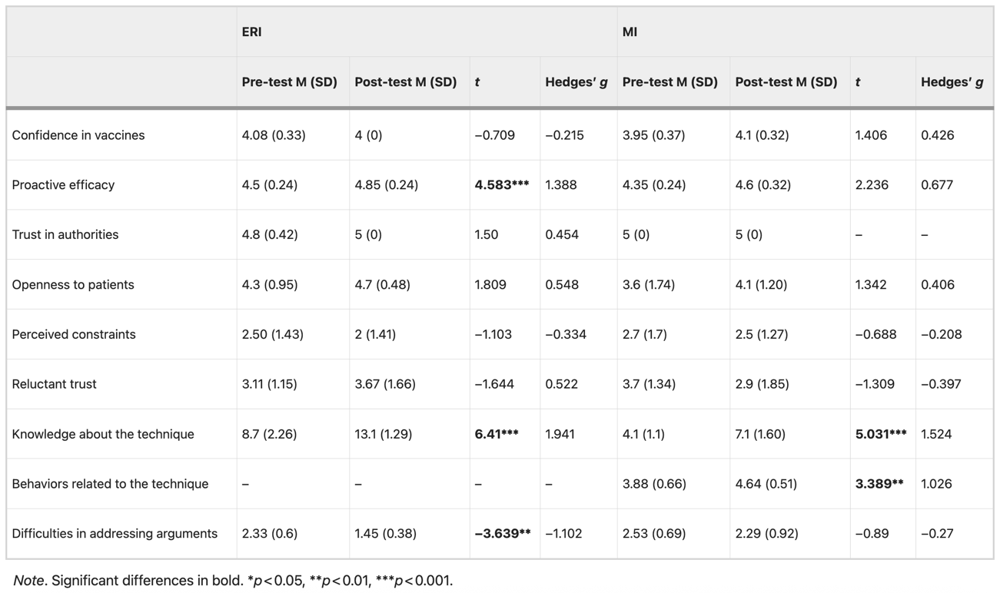 ERI MI
Pre-test M (SD) Post-test M (SD) t Hedges’ g Pre-test M (SD) Post-test M (SD) t Hedges’ g
Confidence in vaccines 4.08 (0.33) 4 (0) −0.709 −0.215 3.95 (0.37) 4.1 (0.32) 1.406 0.426
Proactive efficacy 4.5 (0.24) 4.85 (0.24) 4.583*** 1.388 4.35 (0.24) 4.6 (0.32) 2.236 0.677
Trust in authorities 4.8 (0.42) 5 (0) 1.50 0.454 5 (0) 5 (0) – –
Openness to patients 4.3 (0.95) 4.7 (0.48) 1.809 0.548 3.6 (1.74) 4.1 (1.20) 1.342 0.406
Perceived constraints 2.50 (1.43) 2 (1.41) −1.103 −0.334 2.7 (1.7) 2.5 (1.27) −0.688 −0.208
Reluctant trust 3.11 (1.15) 3.67 (1.66) −1.644 0.522 3.7 (1.34) 2.9 (1.85) −1.309 −0.397
Knowledge about the technique 8.7 (2.26) 13.1 (1.29) 6.41*** 1.941 4.1 (1.1) 7.1 (1.60) 5.031*** 1.524
Behaviors related to the technique – – – – 3.88 (0.66) 4.64 (0.51) 3.389** 1.026
Difficulties in addressing arguments 2.33 (0.6) 1.45 (0.38) −3.639** −1.102 2.53 (0.69) 2.29 (0.92) −0.89 −0.27
Note. Significant differences in bold. *p < 0.05, **p < 0.01, ***p < 0.001.